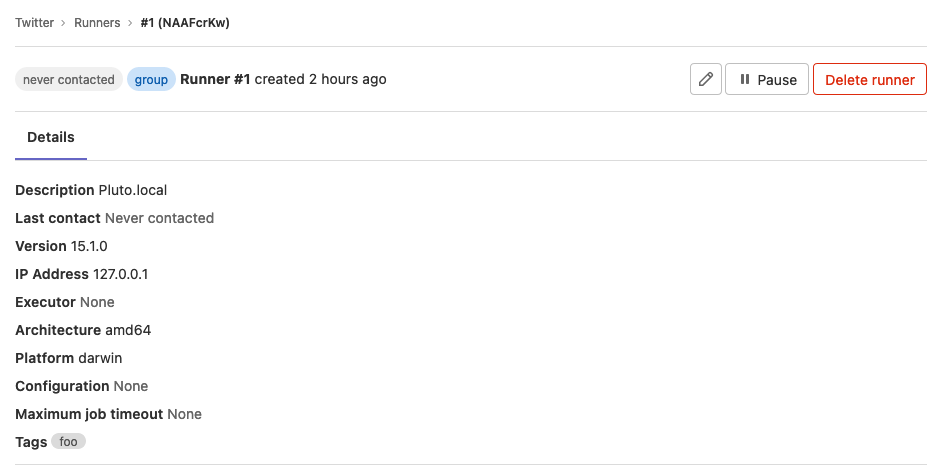 Twitter › Runners › #1 (NAAFcrKw)
never contacted group Runner #1 created 2 hours ago Pause Delete runner
Details
Description Pluto.local
Last contact Never contacted
Version 15.1.0
IP Address 127.0.0.1
Executor None
Architecture amd64
Platform darwin
Configuration None
Maximum job timeout None
Tags foo